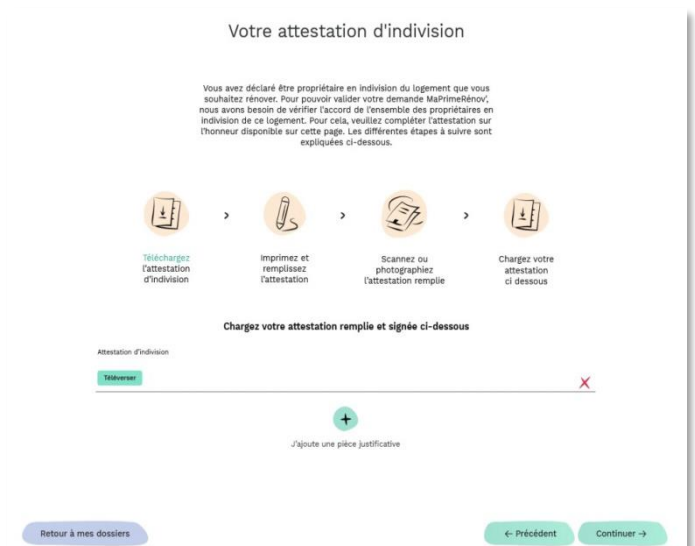 Votre attestation d'indivision
Vous avez déclaré être propriétaire en indivision du logement que vous
souhaitez rénover. Pour pouvoir valider votre demande MaPrimeRénov',
nous avons besoin de vérifier l'accord de l'ensemble des propriétaires en
indivision de ce logement. Pour cela, veuillez compléter l'attestation sur
l'honneur disponible sur cette page. Les différentes étapes à suivre sont
expliquées ci-dessous.
Téléchargez
l'attestation
d'indivision
Imprimez et
remplissez
l'attestation
Scannez ou
photographiez
l'attestation remplie
Chargez votre
attestation
ci dessous
Chargez votre attestation remplie et signée ci-dessous
Attestation d'indivision
Téléverser
J'ajoute une pièce justificative
Retour à mes dossiers
← Précédent
Continuer →